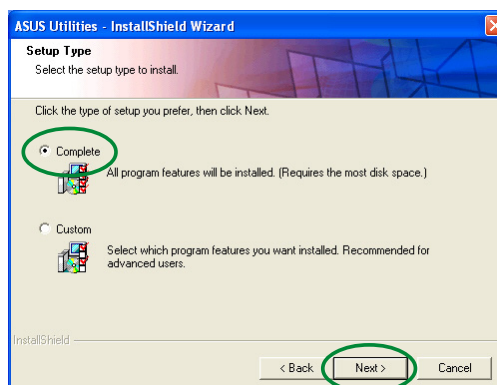 ASUS Utilities - InstallShield Wizard
Setup Type
Select the setup type to install.
Click the type of setup you prefer, then click Next.
Complete
All program features will be installed. (Requires the most disk space.)
Custom
Select which program features you want installed. Recommended for
advanced users.
InstallShield
< Back
Next >
Cancel